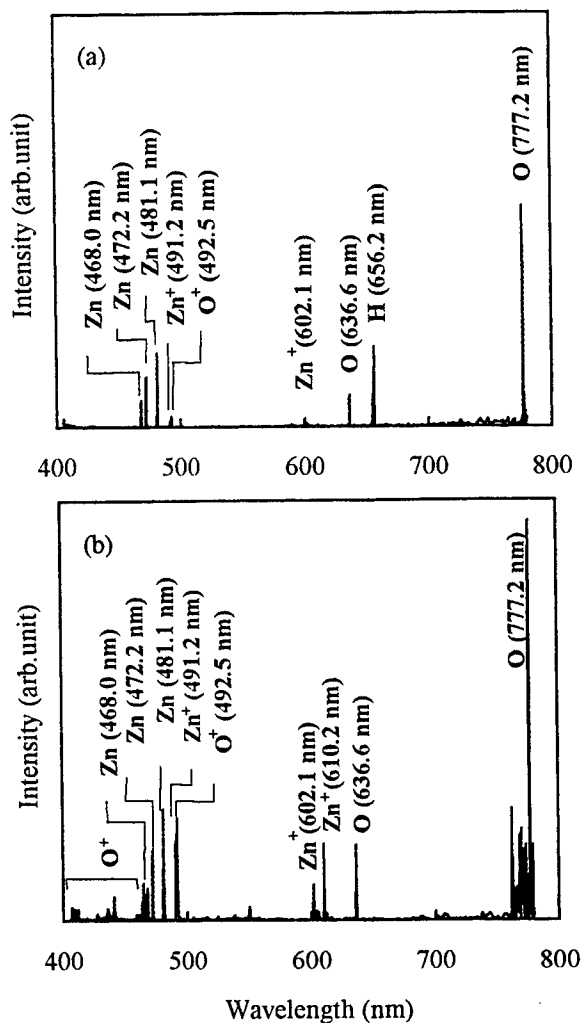 (a)
Intensity (arb.unit)
Zn (468.0 nm)
Zn (472.2 nm)
Zn (481.1 nm)
Zn⁺ (491.2 nm)
O⁺ (492.5 nm)
Zn⁺(602.1 nm)
O (636.6 nm)
H (656.2 nm)
O (777.2 nm)
400 500 600 700 800
(b)
Intensity (arb.unit)
O⁺
Zn (468.0 nm)
Zn (472.2 nm)
Zn (481.1 nm)
Zn⁺ (491.2 nm)
O⁺ (492.5 nm)
Zn⁺(602.1 nm)
Zn⁺(610.2 nm)
O (636.6 nm)
O (777.2 nm)
400 500 600 700 800
Wavelength (nm)